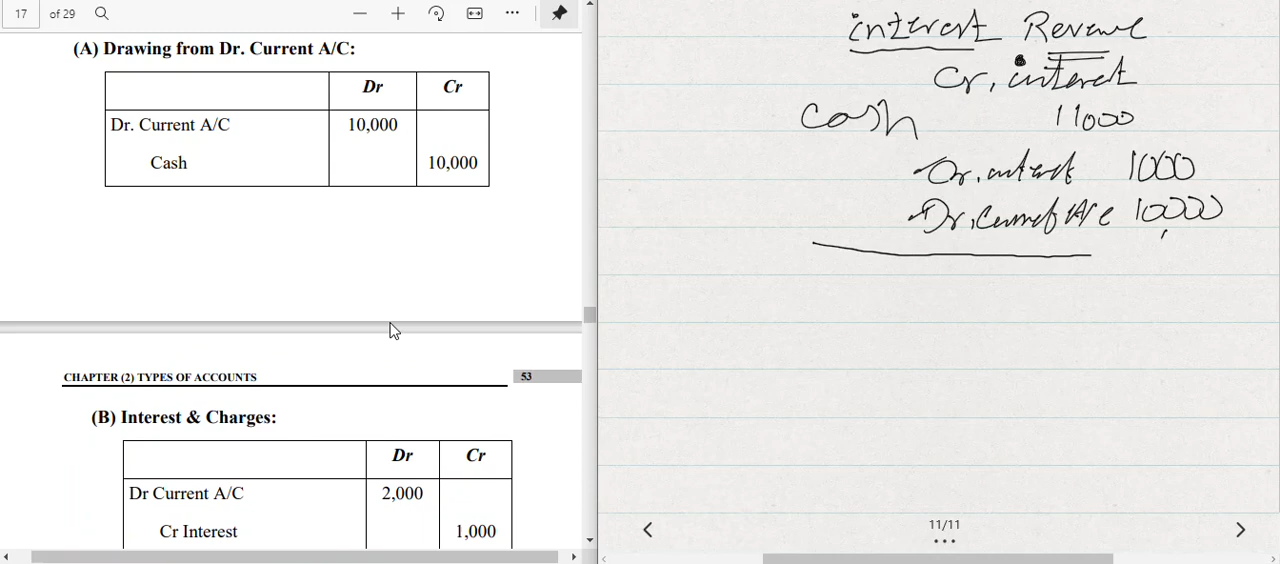 17 of 29
(A) Drawing from Dr. Current A/C:
Dr Cr
Dr. Current A/C 10,000
Cash 10,000
CHAPTER (2) TYPES OF ACCOUNTS 53
(B) Interest & Charges:
Dr Cr
Dr Current A/C 2,000
Cr Interest 1,000
interest Revenue
Cr, interest
Cash 11000
Dr, interest 1000
Dr, Current A/c 10,000
11/11